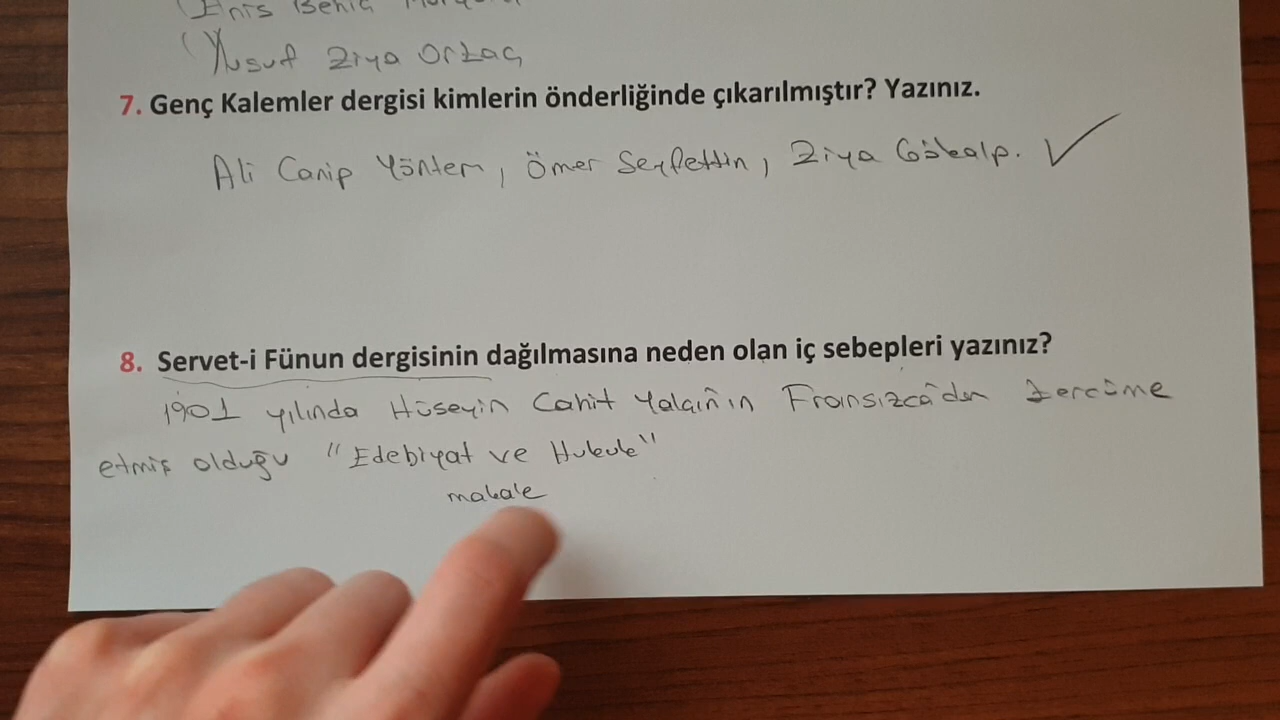 Enis Behiç
Yusuf Ziya Ortaç
7. Genç Kalemler dergisi kimlerin önderliğinde çıkarılmıştır? Yazınız.
Ali Canip Yöntem, Ömer Seyfettin, Ziya Gökalp. ✓
8. Servet-i Fünun dergisinin dağılmasına neden olan iç sebepleri yazınız?
1901 yılında Hüseyin Cahit Yalçın'ın Fransızca'dan tercüme
etmiş olduğu "Edebiyat ve Hukuk"
makale